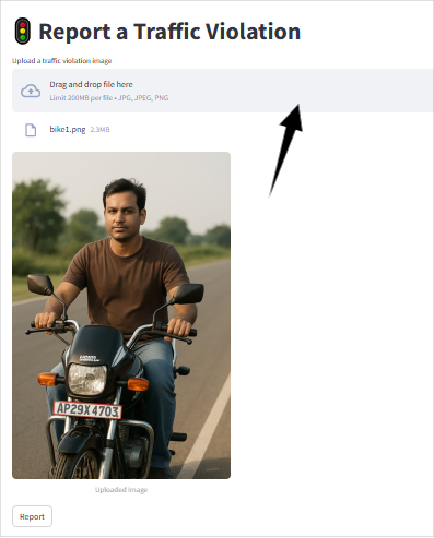 Report a Traffic Violation
Upload a traffic violation image
Drag and drop file here
Limit 200MB per file • JPG, JPEG, PNG
bike1.png 2.3MB
AP29X4703
Uploaded Image
Report